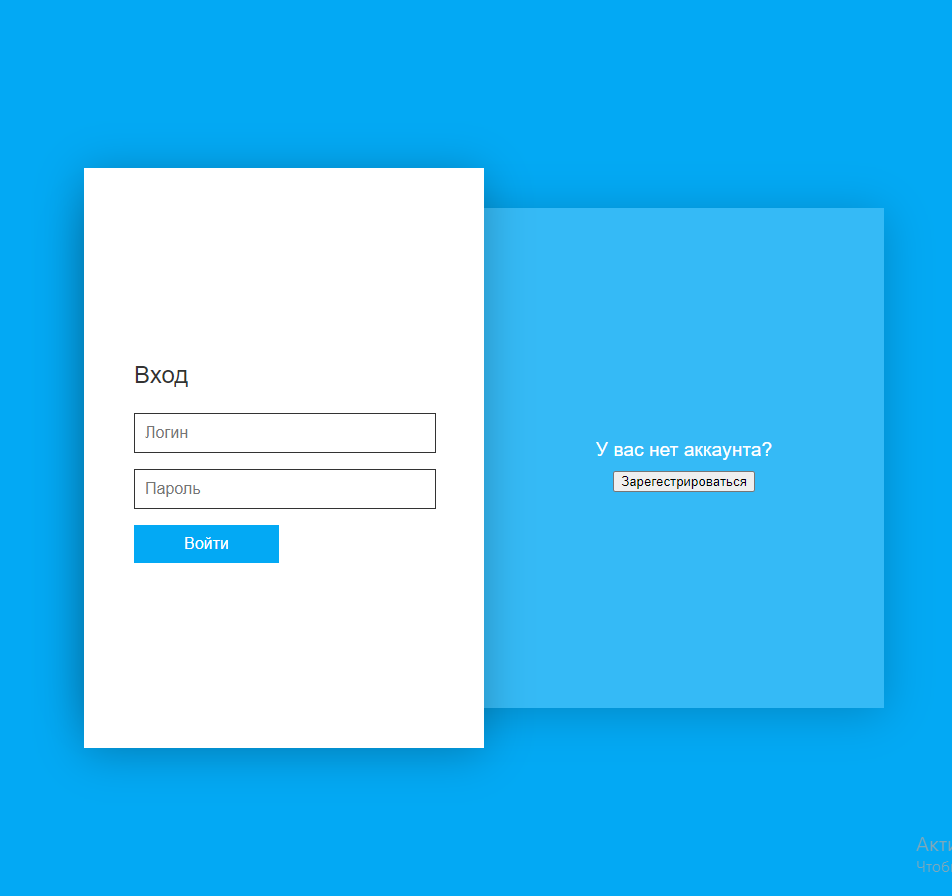 Вход
Логин
Пароль
Войти
У вас нет аккаунта?
Зарегестрироваться